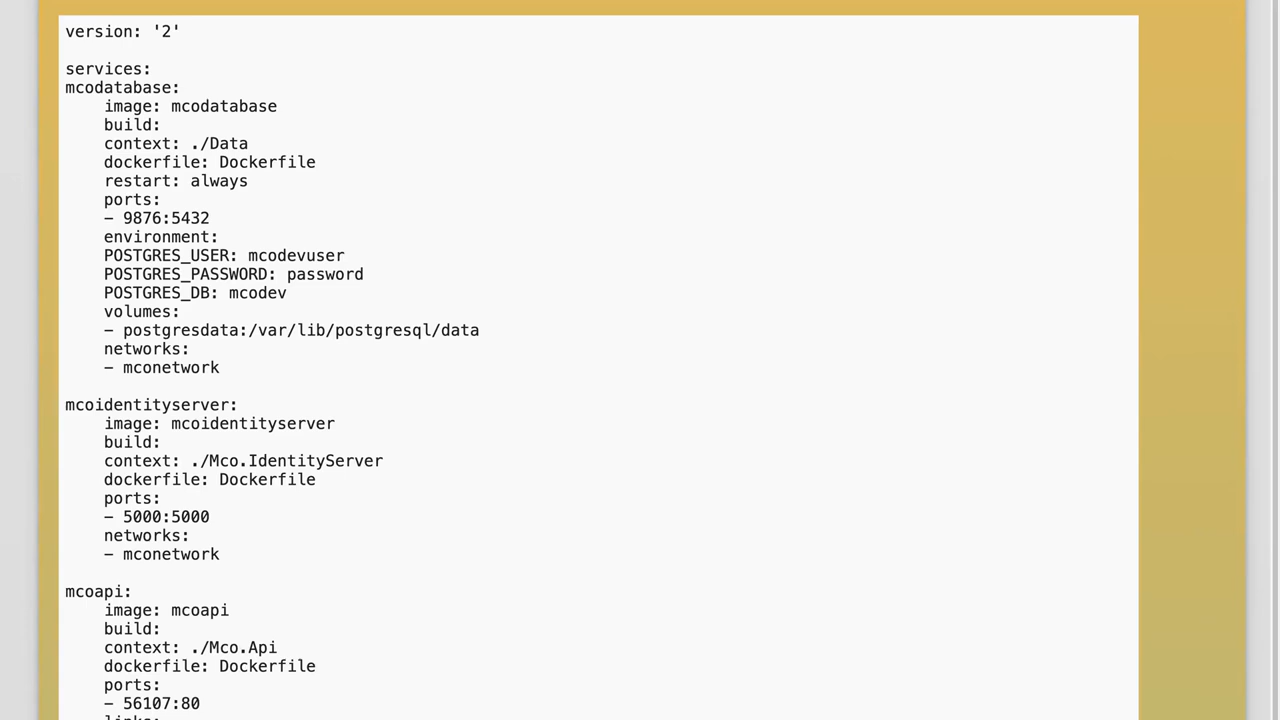 version: '2'
services:
mcodatabase:
image: mcodatabase
build:
context: ./Data
dockerfile: Dockerfile
restart: always
ports:
- 9876:5432
environment:
POSTGRES_USER: mcodevuser
POSTGRES_PASSWORD: password
POSTGRES_DB: mcodev
volumes:
- postgresdata:/var/lib/postgresql/data
networks:
- mconetwork
mcoidentityserver:
image: mcoidentityserver
build:
context: ./Mco.IdentityServer
dockerfile: Dockerfile
ports:
- 5000:5000
networks:
- mconetwork
mcoapi:
image: mcoapi
build:
context: ./Mco.Api
dockerfile: Dockerfile
ports:
- 56107:80